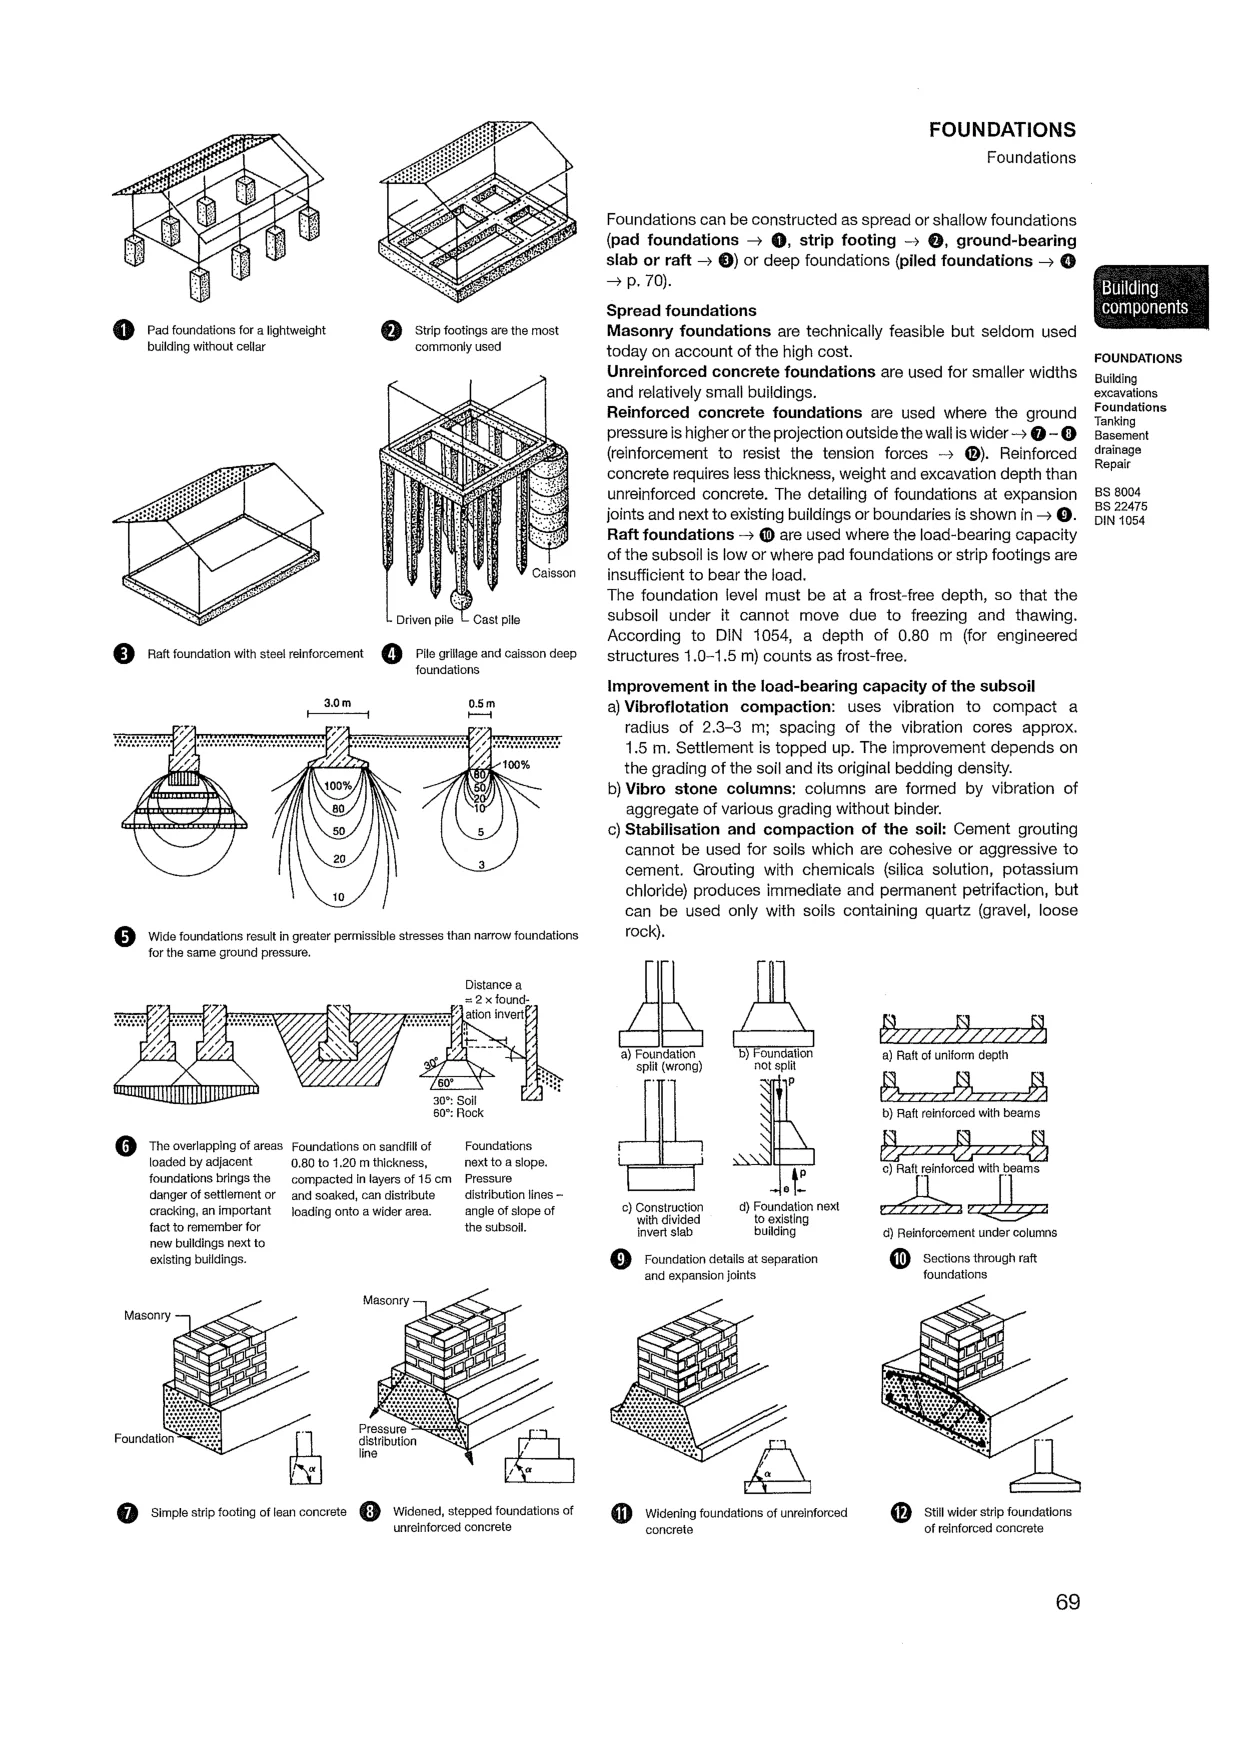 FOUNDATIONS
Foundations
Foundations can be constructed as spread or shallow foundations
(pad foundations → 1, strip footing → 2, ground-bearing
slab or raft → 3) or deep foundations (piled foundations → 4
→ p. 70).
Spread foundations
Masonry foundations are technically feasible but seldom used
today on account of the high cost.
Unreinforced concrete foundations are used for smaller widths
and relatively small buildings.
Reinforced concrete foundations are used where the ground
pressure is higher or the projection outside the wall is wider → 7 – 8
(reinforcement to resist the tension forces → 12). Reinforced
concrete requires less thickness, weight and excavation depth than
unreinforced concrete. The detailing of foundations at expansion
joints and next to existing buildings or boundaries is shown in → 9.
Raft foundations → 10 are used where the load-bearing capacity
of the subsoil is low or where pad foundations or strip footings are
insufficient to bear the load.
The foundation level must be at a frost-free depth, so that the
subsoil under it cannot move due to freezing and thawing.
According to DIN 1054, a depth of 0.80 m (for engineered
structures 1.0–1.5 m) counts as frost-free.
Improvement in the load-bearing capacity of the subsoil
a) Vibroflotation compaction: uses vibration to compact a
radius of 2.3–3 m; spacing of the vibration cores approx.
1.5 m. Settlement is topped up. The improvement depends on
the grading of the soil and its original bedding density.
b) Vibro stone columns: columns are formed by vibration of
aggregate of various grading without binder.
c) Stabilisation and compaction of the soil: Cement grouting
cannot be used for soils which are cohesive or aggressive to
cement. Grouting with chemicals (silica solution, potassium
chloride) produces immediate and permanent petrifaction, but
can be used only with soils containing quartz (gravel, loose
rock).
Building
components
FOUNDATIONS
Building
excavations
Foundations
Tanking
Basement
drainage
Repair
BS 8004
BS 22475
DIN 1054
1 Pad foundations for a lightweight
building without cellar
2 Strip footings are the most
commonly used
Caisson
Driven pile
Cast pile
3 Raft foundation with steel reinforcement
4 Pile grillage and caisson deep
foundations
3.0 m
0.5 m
100%
80
50
20
10
100%
80
50
20
10
5
3
5 Wide foundations result in greater permissible stresses than narrow foundations
for the same ground pressure.
Distance a
= 2 x found-
ation invert
30°
60°
30°: Soil
60°: Rock
6 The overlapping of areas
loaded by adjacent
foundations brings the
danger of settlement or
cracking, an important
fact to remember for
new buildings next to
existing buildings.
Foundations on sandfill of
0.80 to 1.20 m thickness,
compacted in layers of 15 cm
and soaked, can distribute
loading onto a wider area.
Foundations
next to a slope.
Pressure
distribution lines –
angle of slope of
the subsoil.
a) Foundation
split (wrong)
b) Foundation
not split
p
p
e
c) Construction
with divided
invert slab
d) Foundation next
to existing
building
9 Foundation details at separation
and expansion joints
a) Raft of uniform depth
b) Raft reinforced with beams
c) Raft reinforced with beams
d) Reinforcement under columns
10 Sections through raft
foundations
Masonry
Foundation
α
7 Simple strip footing of lean concrete
Masonry
Pressure
distribution
line
α
8 Widened, stepped foundations of
unreinforced concrete
α
11 Widening foundations of unreinforced
concrete
12 Still wider strip foundations
of reinforced concrete
69